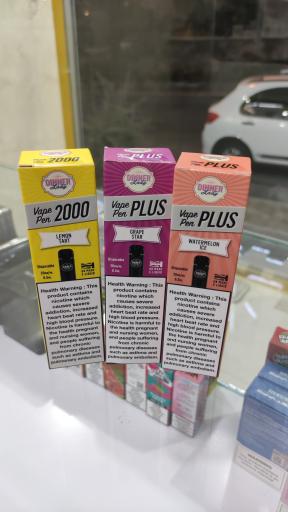 2000
DINNER
Lady
Vape
Pen 2000
LEMON
TART
Disposable
Device
Health Warning : This
product contains
nicotine which
causes severe
addiction, increased
heart beat rate and
high blood pressure.
Nicotine is harmful to
the health pregnant
and nursing women,
and people suffering
from chronic
pulmonary diseases
such as asthma and
pulmonary embolism
PLUS
DINNER
Lady
Vape
Pen PLUS
GRAPE
STAR
Disposable
Device
Health Warning : This
product contains
nicotine which
causes severe
addiction, increased
heart beat rate and
high blood pressure.
Nicotine is harmful to
the health pregnant
and nursing women,
and people suffering
from chronic
pulmonary diseases
such as asthma and
pulmonary embolism
PLUS
DINNER
Lady
Vape
Pen PLUS
WATERMELON
ICE
Disposable
Device
Health Warning : This
product contains
nicotine which
causes severe
addiction, increased
heart beat rate and
high blood pressure.
Nicotine is harmful to
the health pregnant
and nursing women,
and people suffering
from chronic
pulmonary diseases
such as asthma and
pulmonary embolism